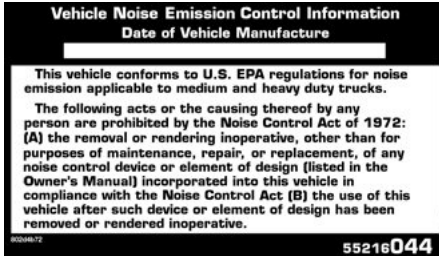 Vehicle Noise Emission Control Information
Date of Vehicle Manufacture
This vehicle conforms to U.S. EPA regulations for noise
emission applicable to medium and heavy duty trucks.
The following acts or the causing thereof by any
person are prohibited by the Noise Control Act of 1972:
(A) the removal or rendering inoperative, other than for
purposes of maintenance, repair, or replacement, of any
noise control device or element of design (listed in the
Owner's Manual) incorporated into this vehicle in
compliance with the Noise Control Act (B) the use of this
vehicle after such device or element of design has been
removed or rendered inoperative.
802d4b72
55216044